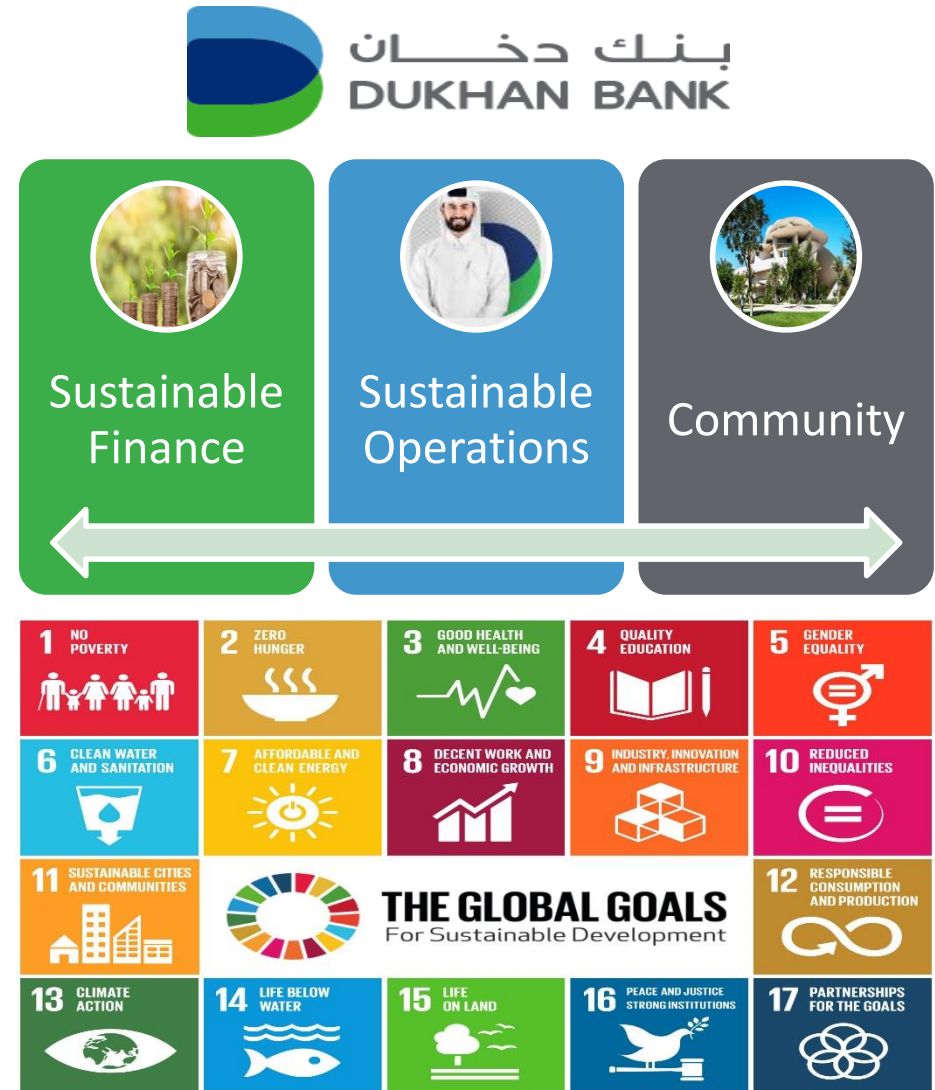 بنك دخان
DUKHAN BANK
Sustainable
Finance
Sustainable
Operations
Community
1 NO
POVERTY
2 ZERO
HUNGER
3 GOOD HEALTH
AND WELL-BEING
4 QUALITY
EDUCATION
5 GENDER
EQUALITY
6 CLEAN WATER
AND SANITATION
7 AFFORDABLE AND
CLEAN ENERGY
8 DECENT WORK AND
ECONOMIC GROWTH
9 INDUSTRY, INNOVATION
AND INFRASTRUCTURE
10 REDUCED
INEQUALITIES
11 SUSTAINABLE CITIES
AND COMMUNITIES
THE GLOBAL GOALS
For Sustainable Development
12 RESPONSIBLE
CONSUMPTION
AND PRODUCTION
13 CLIMATE
ACTION
14 LIFE BELOW
WATER
15 LIFE
ON LAND
16 PEACE AND JUSTICE
STRONG INSTITUTIONS
17 PARTNERSHIPS
FOR THE GOALS